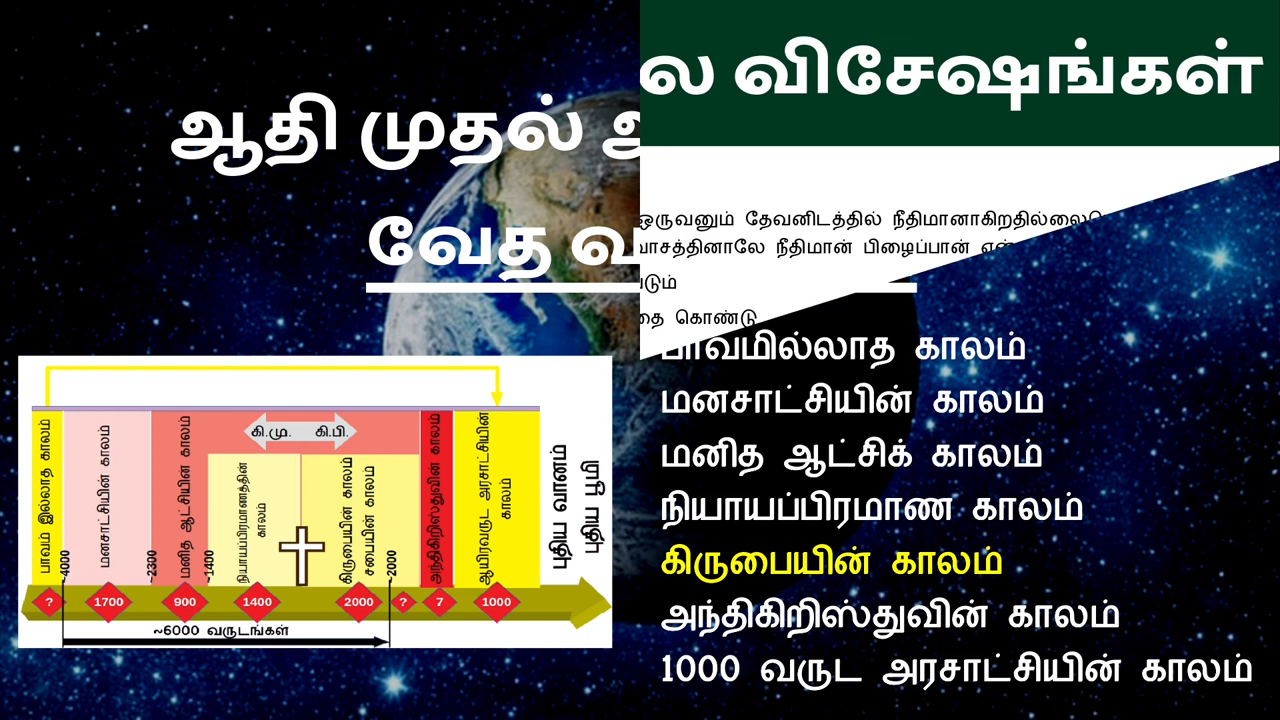 ல விசேஷங்கள்
ஆதி முதல்
வேத
ஒருவனும் தேவனிடத்தில் நீதிமானாகிறதில்லை
நீதிமான் பிழைப்பான்
கொண்டு
பாவமில்லாத காலம்
மனசாட்சியின் காலம்
மனித ஆட்சிக் காலம்
நியாயப்பிரமாண காலம்
கிருபையின் காலம்
அந்திகிறிஸ்துவின் காலம்
1000 வருட அரசாட்சியின் காலம்
கி.மு. கி.பி.
பாவம் இல்லாத காலம்
~4000
மனசாட்சியின் காலம்
~2300
மனித ஆட்சியின் காலம்
~1400
நியாயபிரமாணத்தின்
காலம்
கிருபையின் காலம்
சபையின் காலம்
~2000
அந்திகிறிஸ்துவின் காலம்
ஆயிரவருட அரசாட்சியின்
காலம்
புதிய வானம்
புதிய பூமி
? 1700 900 1400 2000 ? 7 1000
~6000 வருடங்கள்